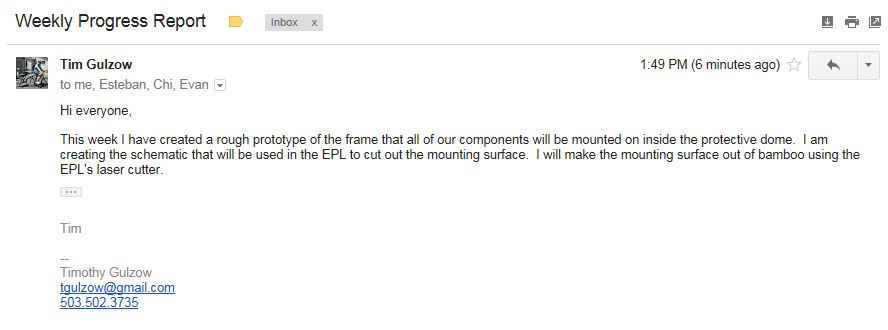 Weekly Progress Report Inbox x
Tim Gulzow 1:49 PM (6 minutes ago)
to me, Esteban, Chi, Evan
Hi everyone,
This week I have created a rough prototype of the frame that all of our components will be mounted on inside the protective dome.  I am
creating the schematic that will be used in the EPL to cut out the mounting surface.  I will make the mounting surface out of bamboo using the
EPL's laser cutter.
...
Tim
--
Timothy Gulzow
tgulzow@gmail.com
503.502.3735